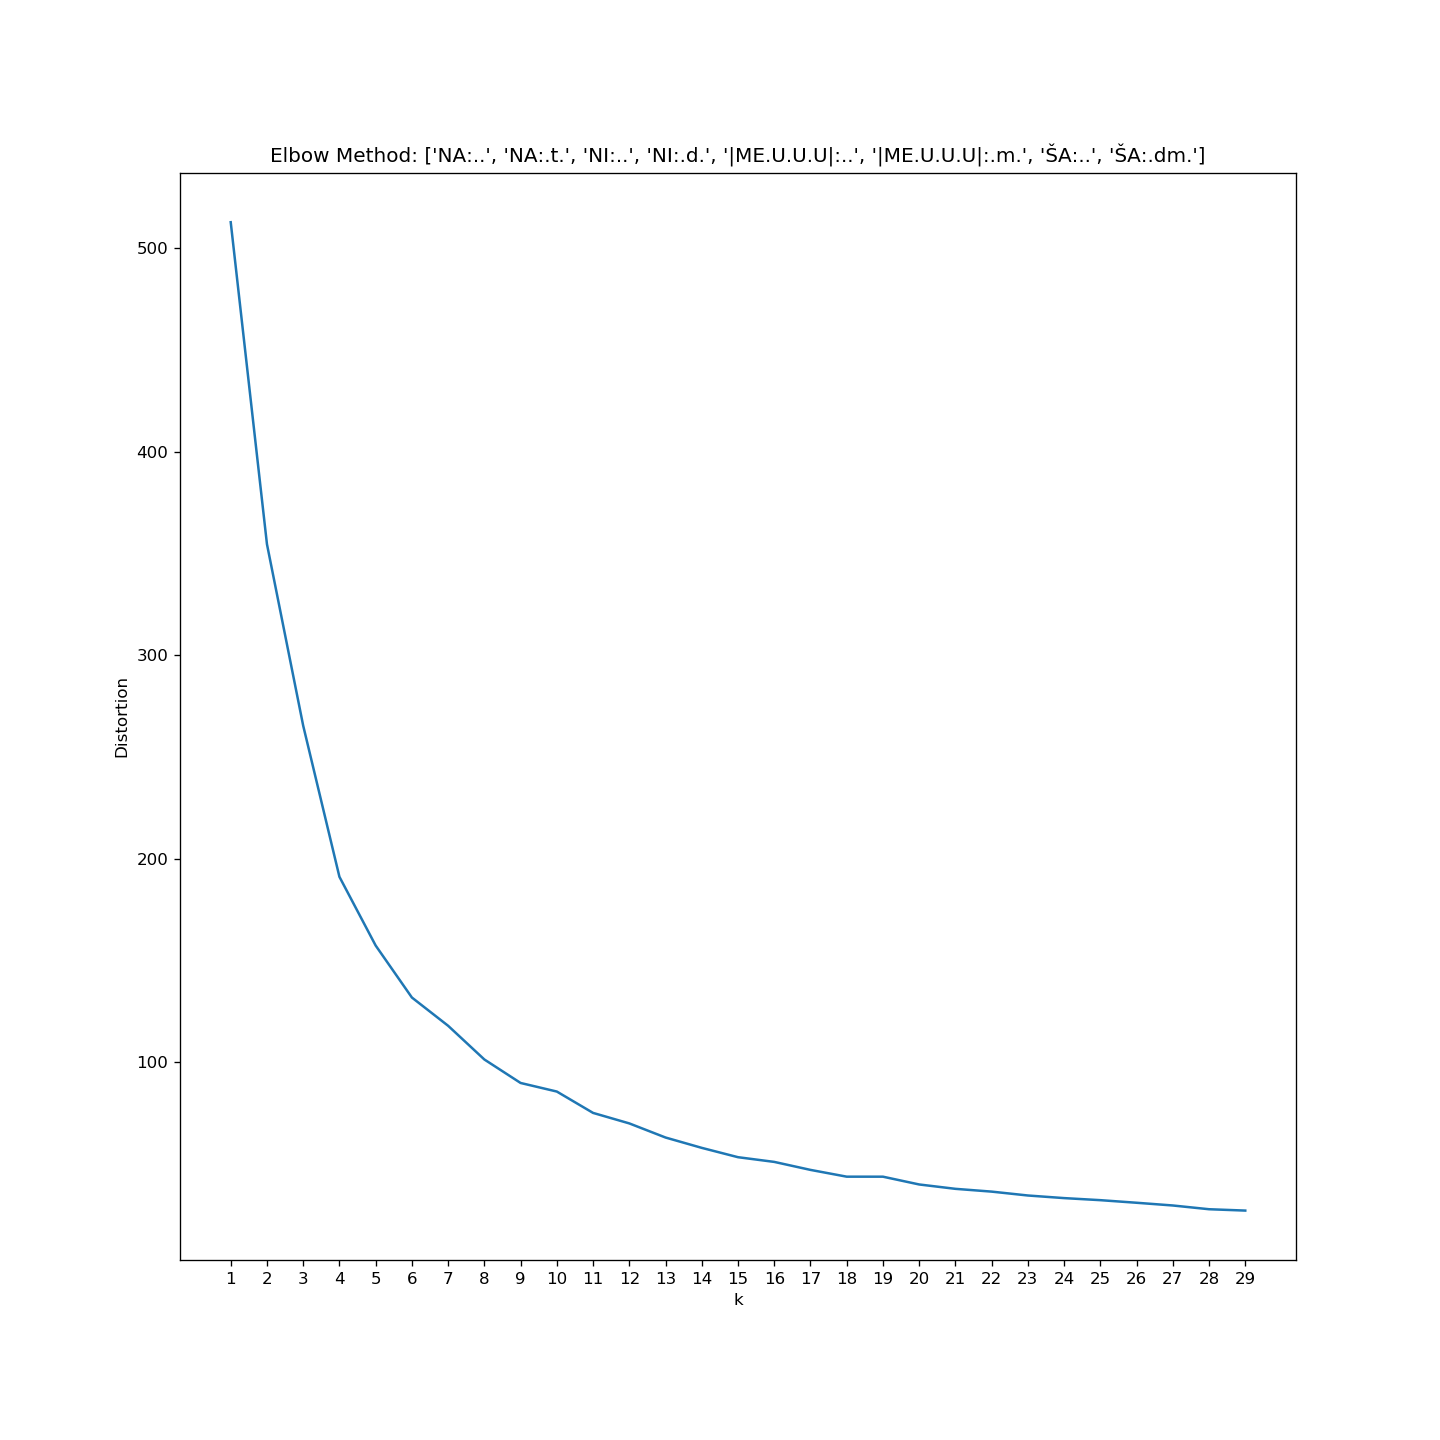 Elbow Method: ['NA:..', 'NA:.t.', 'NI:..', 'NI:.d.', '|ME.U.U.U|:..', '|ME.U.U.U|:.m.', 'ŠA:..', 'ŠA:.dm.']
500
400
300
200
100
Distortion
1 2 3 4 5 6 7 8 9 10 11 12 13 14 15 16 17 18 19 20 21 22 23 24 25 26 27 28 29
k